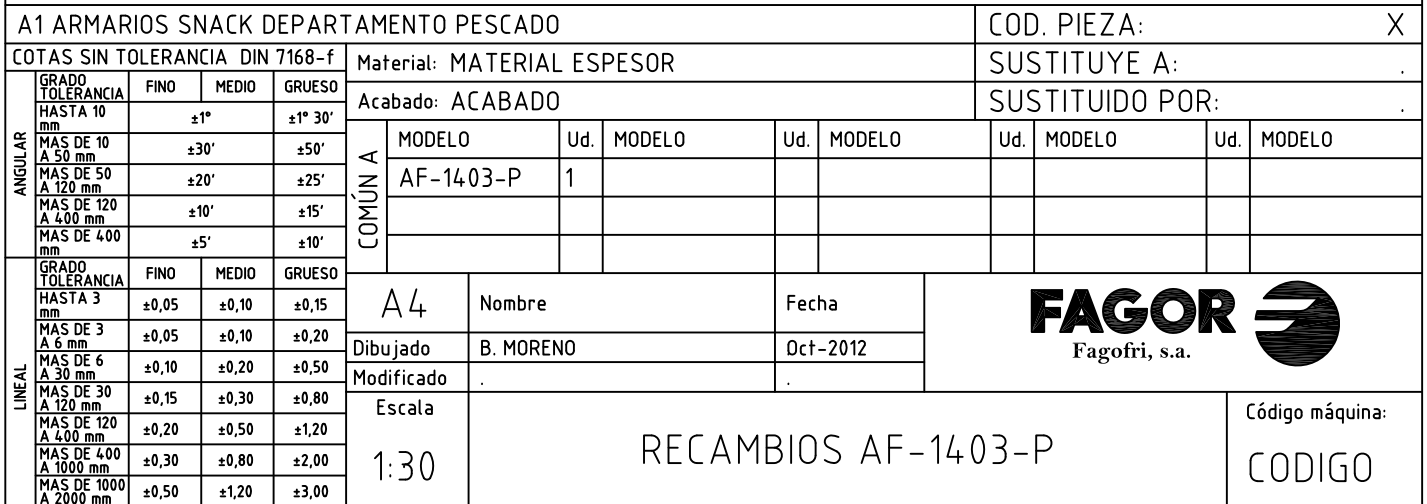 A1 ARMARIOS SNACK DEPARTAMENTO PESCADO
COD. PIEZA: X
COTAS SIN TOLERANCIA DIN 7168-f
Material: MATERIAL ESPESOR
SUSTITUYE A: .
Acabado: ACABADO
SUSTITUIDO POR: .
ANGULAR
GRADO TOLERANCIA FINO MEDIO GRUESO
HASTA 10 mm ±1° ±1° 30'
MAS DE 10 A 50 mm ±30' ±50'
MAS DE 50 A 120 mm ±20' ±25'
MAS DE 120 A 400 mm ±10' ±15'
MAS DE 400 mm ±5' ±10'
LINEAL
GRADO TOLERANCIA FINO MEDIO GRUESO
HASTA 3 mm ±0,05 ±0,10 ±0,15
MAS DE 3 A 6 mm ±0,05 ±0,10 ±0,20
MAS DE 6 A 30 mm ±0,10 ±0,20 ±0,50
MAS DE 30 A 120 mm ±0,15 ±0,30 ±0,80
MAS DE 120 A 400 mm ±0,20 ±0,50 ±1,20
MAS DE 400 A 1000 mm ±0,30 ±0,80 ±2,00
MAS DE 1000 A 2000 mm ±0,50 ±1,20 ±3,00
COMÚN A
MODELO Ud. MODELO Ud. MODELO Ud. MODELO Ud. MODELO
AF-1403-P 1
A4 Nombre Fecha
Dibujado B. MORENO Oct-2012
Modificado . .
FAGOR
Fagofri, s.a.
Escala
1:30
RECAMBIOS AF-1403-P
Código máquina:
CODIGO